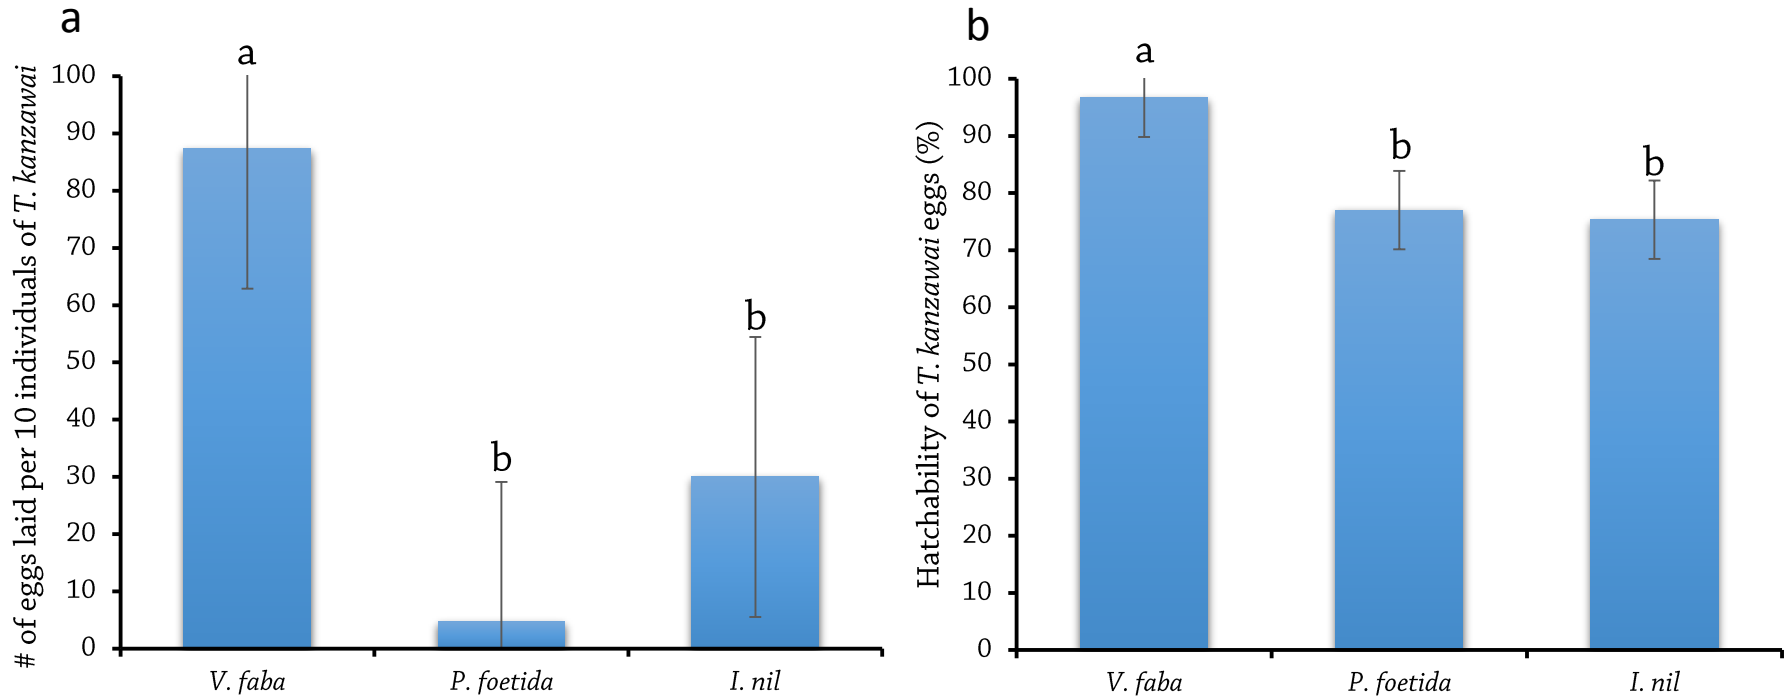 a
# of eggs laid per 10 individuals of T. kanzawai
100
90
80
70
60
50
40
30
20
10
0
a
b
b
V. faba
P. foetida
I. nil
b
Hatchability of T. kanzawai eggs (%)
100
90
80
70
60
50
40
30
20
10
0
a
b
b
V. faba
P. foetida
I. nil